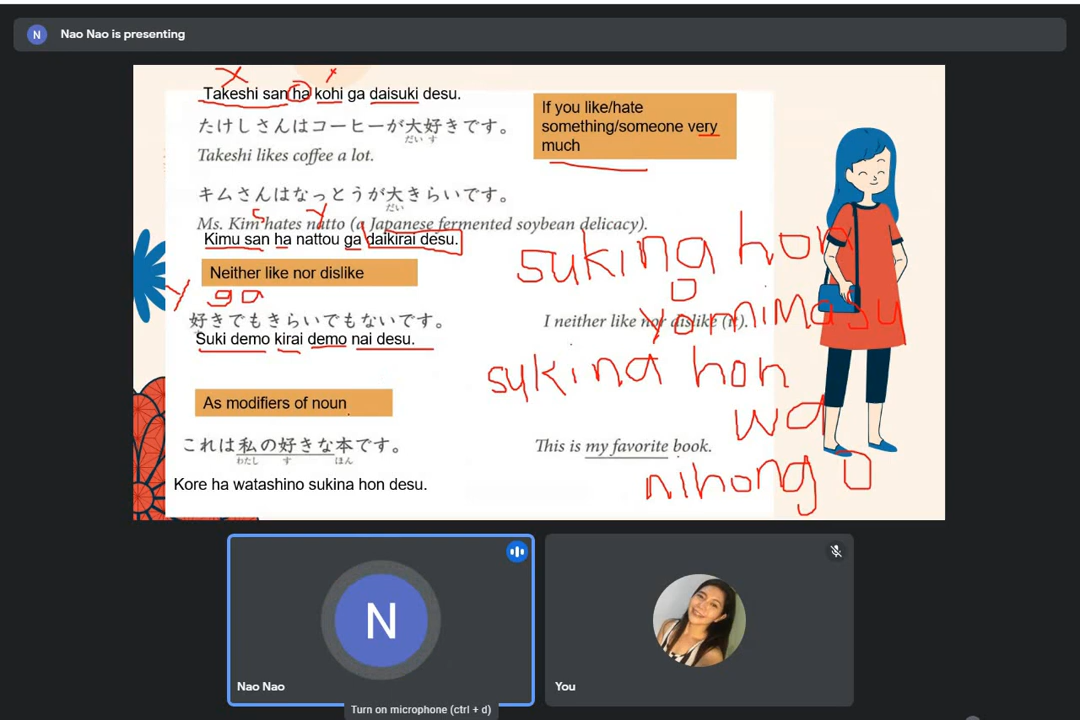 N Nao Nao is presenting
x x
Takeshi san ha kohi ga daisuki desu.
たけしさんはコーヒーが大好きです。
だい す
Takeshi likes coffee a lot.
If you like/hate
something/someone very
much
キムさんはなっとうが大きらいです。
だい
Ms. Kim hates natto (a Japanese fermented soybean delicacy).
S y
Kimu san ha nattou ga daikirai desu.
Neither like nor dislike
y ga
好きでもきらいでもないです。
I neither like nor dislike (it).
Suki demo kirai demo nai desu.
As modifiers of noun
これは私の好きな本です。
わたし す ほん
This is my favorite book.
Kore ha watashino sukina hon desu.
suking hon
o
yomimasu
sukina hon
wa
nihongo
N
Nao Nao
You
Turn on microphone (ctrl + d)